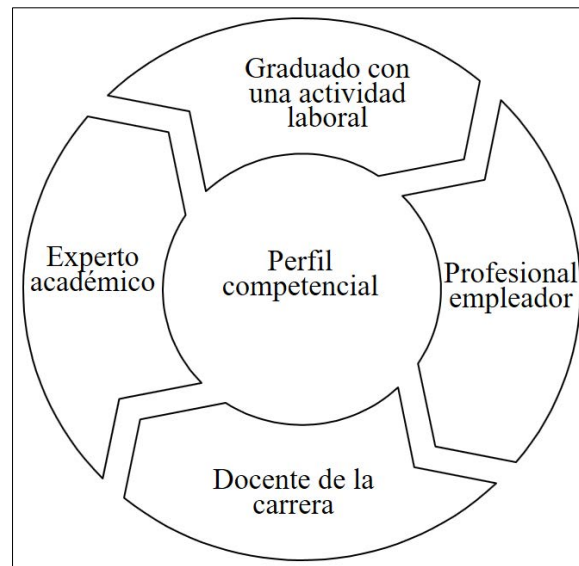 Graduado con
una actividad
laboral
Experto
académico
Perfil
competencial
Profesional
empleador
Docente de la
carrera